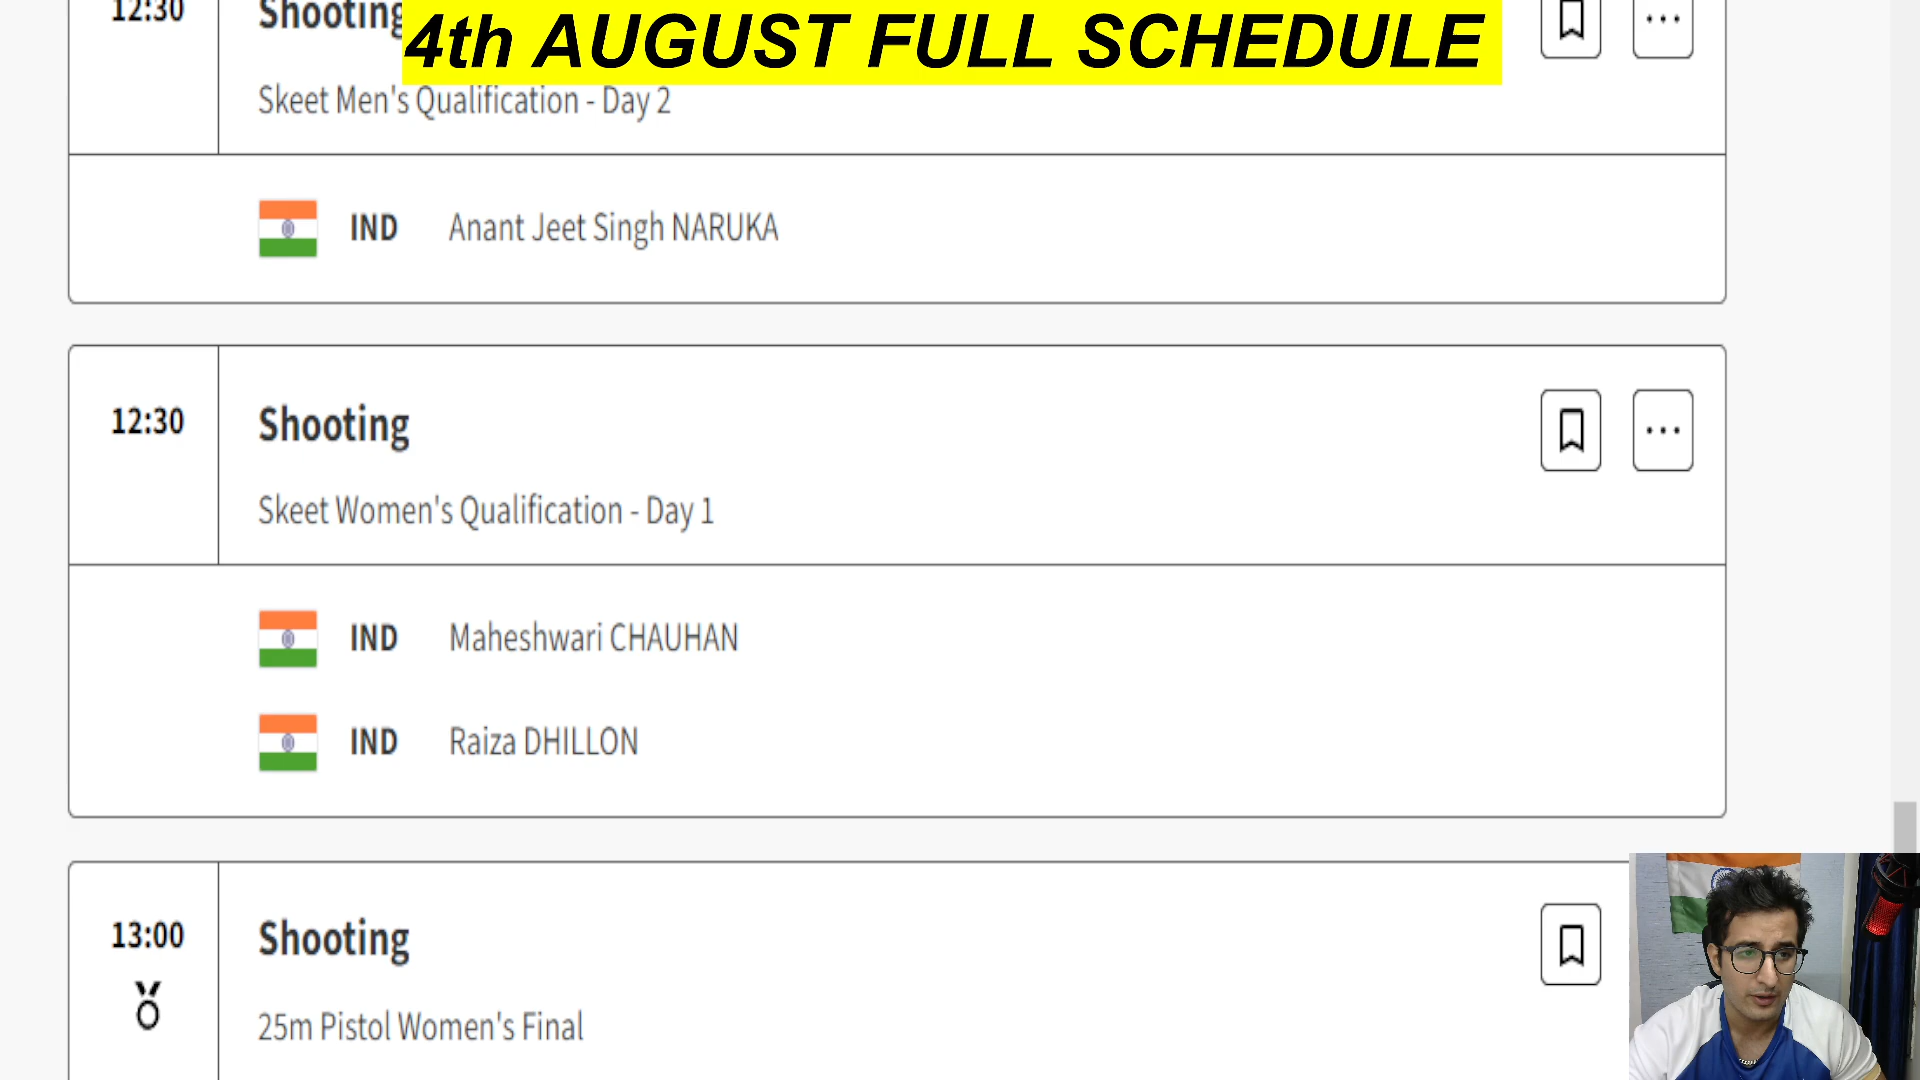 4th AUGUST FULL SCHEDULE
12:30
Shooting
Skeet Men's Qualification - Day 2
IND Anant Jeet Singh NARUKA
12:30
Shooting
Skeet Women's Qualification - Day 1
IND Maheshwari CHAUHAN
IND Raiza DHILLON
13:00
Shooting
25m Pistol Women's Final